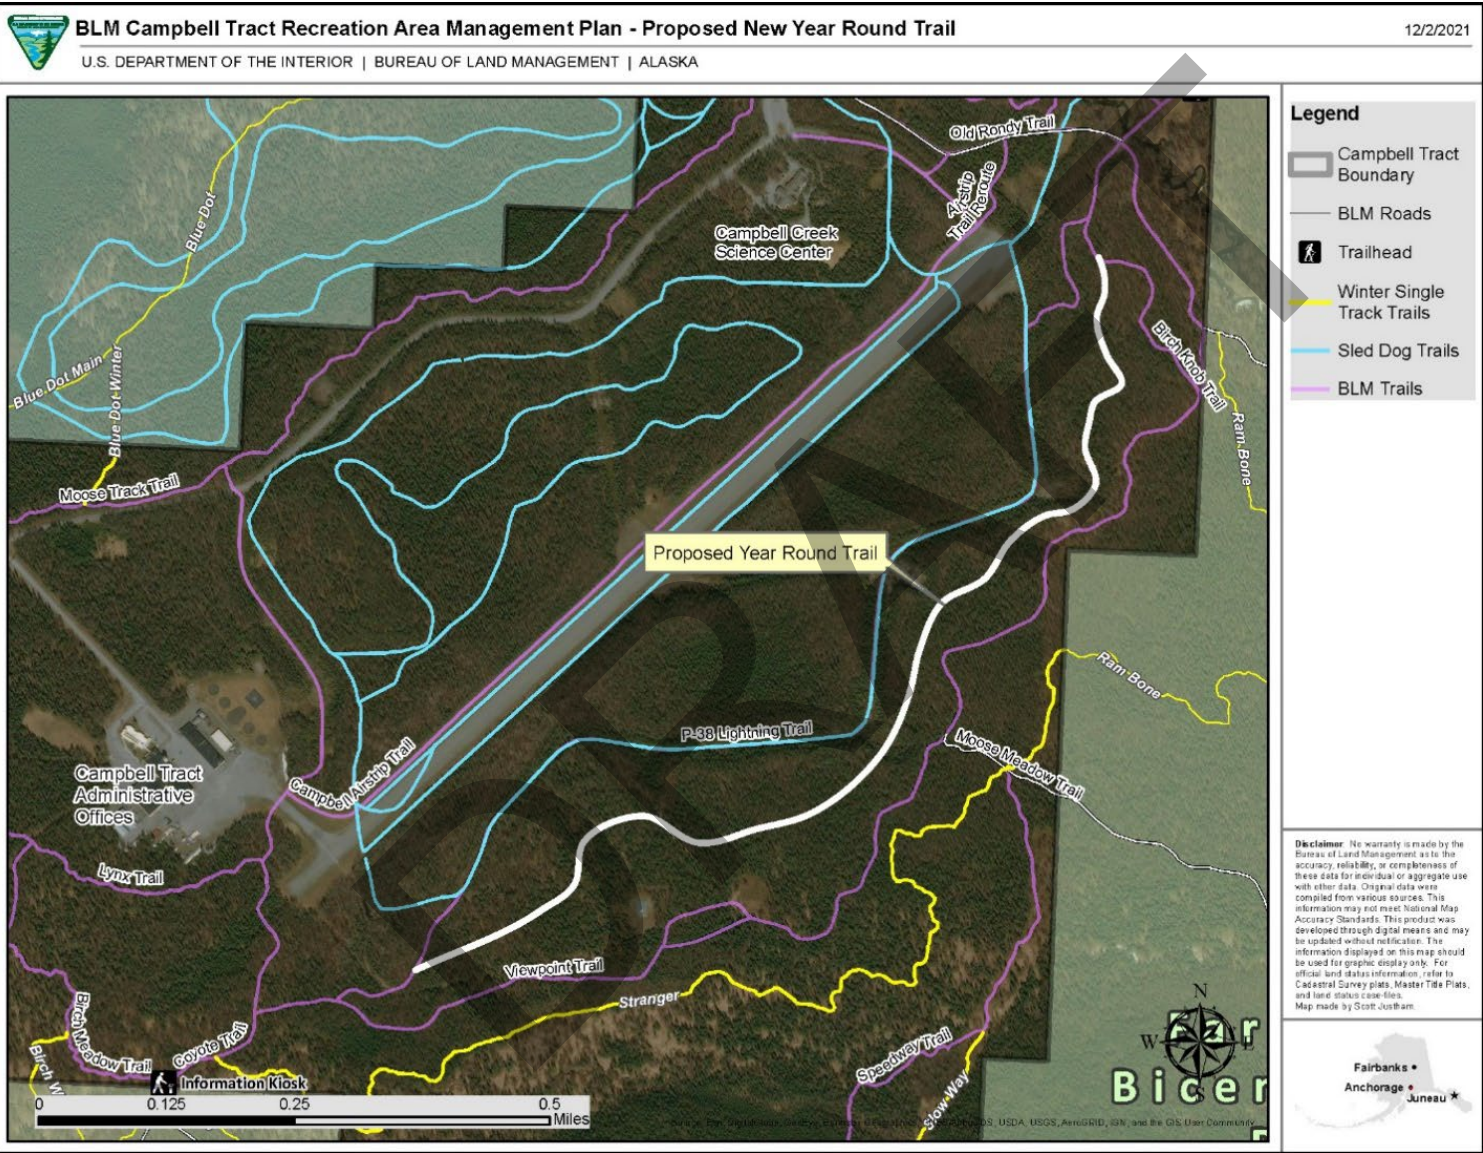 BLM Campbell Tract Recreation Area Management Plan - Proposed New Year Round Trail
12/2/2021
U.S. DEPARTMENT OF THE INTERIOR | BUREAU OF LAND MANAGEMENT | ALASKA
Old Rondy Trail
Airstrip
Trail Reroute
Blue Dot
Campbell Creek
Science Center
Birch Knob Trail
Blue Dot Main
Blue Dot Winter
Ram Bone
Moose Track Trail
Proposed Year Round Trail
Ram Bone
P-38 Lightning Trail
Moose Meadow Trail
Campbell Airstrip Trail
Campbell Tract
Administrative
Offices
Lynx Trail
Viewpoint Trail
Stranger
Birch Meadow Trail
Coyote Trail
Birch W
Information Kiosk
Speedway Trail
Slow Way
N
W
E
S
Far
Bicen
0
0.125
0.25
0.5
Miles
DRAFT
Legend
Campbell Tract
Boundary
BLM Roads
Trailhead
Winter Single
Track Trails
Sled Dog Trails
BLM Trails
Disclaimer: No warranty is made by the
Bureau of Land Management as to the
accuracy, reliability, or completeness of
these data for individual or aggregate use
with other data. Original data were
compiled from various sources. This
information may not meet National Map
Accuracy Standards. This product was
developed through digital means and may
be updated without notification. The
information displayed on this map should
be used for graphic display only. For
official land status information, refer to
Cadastral Survey plats, Master Title Plats,
and land status case-files.
Map made by Scott Justham.
Fairbanks
Anchorage
Juneau